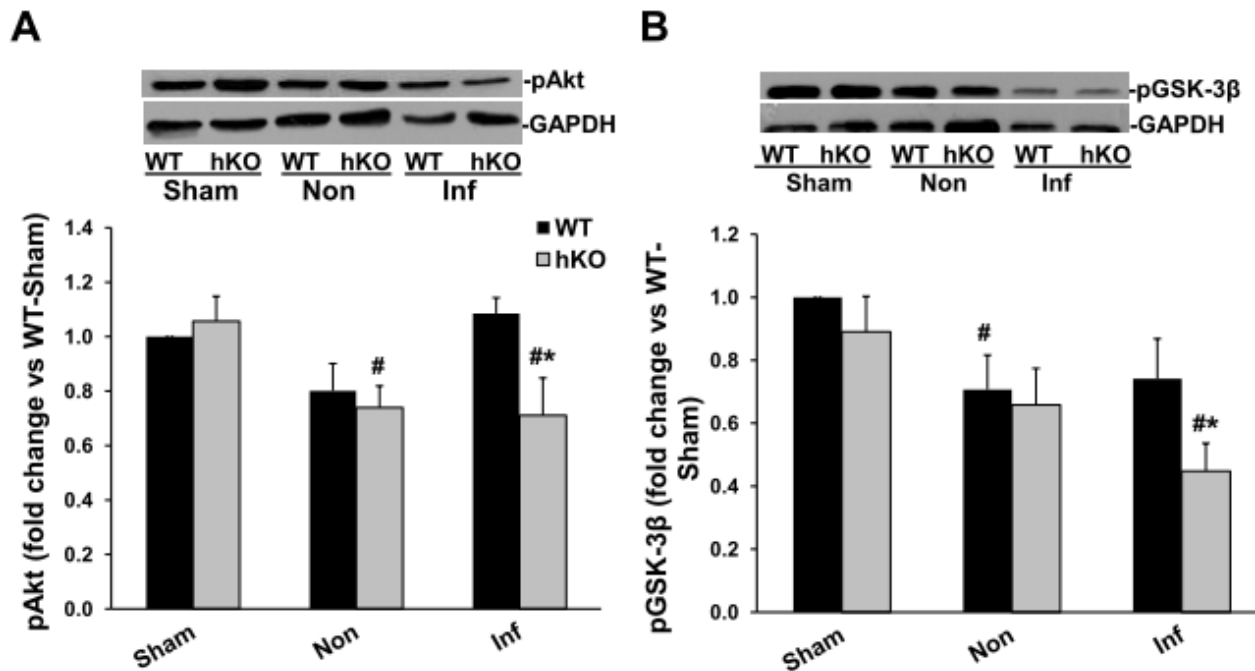 A
-pAkt
-GAPDH
WT hKO WT hKO WT hKO
Sham Non Inf
pAkt (fold change vs WT-Sham)
1.4
1.2
1.0
0.8
0.6
0.4
0.2
0.0
WT
hKO
#
#*
Sham Non Inf
B
-pGSK-3β
-GAPDH
WT hKO WT hKO WT hKO
Sham Non Inf
pGSK-3β (fold change vs WT-
Sham)
1.2
1.0
0.8
0.6
0.4
0.2
0.0
#
#*
Sham Non Inf